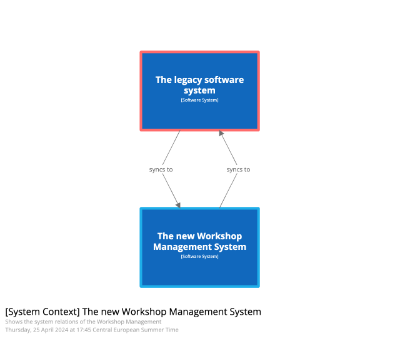 The legacy software
system
[Software System]
syncs to
syncs to
The new Workshop
Management System
[Software System]
[System Context] The new Workshop Management System
Shows the system relations of the Workshop Management
Thursday, 25 April 2024 at 17:45 Central European Summer Time